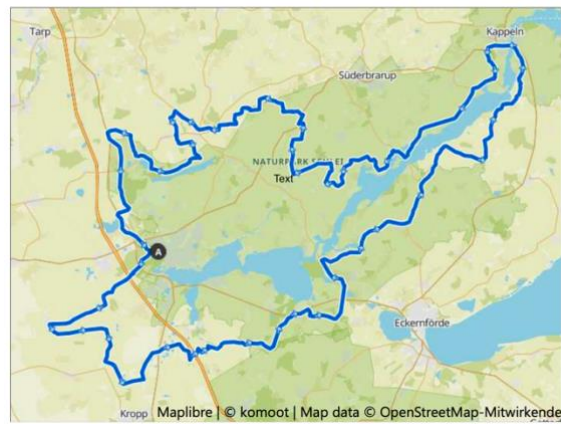 Tarp
Kappeln
Süderbrarup
NATURPARK SCHLEI
Text
A
Eckernförde
Kropp
Maplibre | © komoot | Map data © OpenStreetMap-Mitwirkende